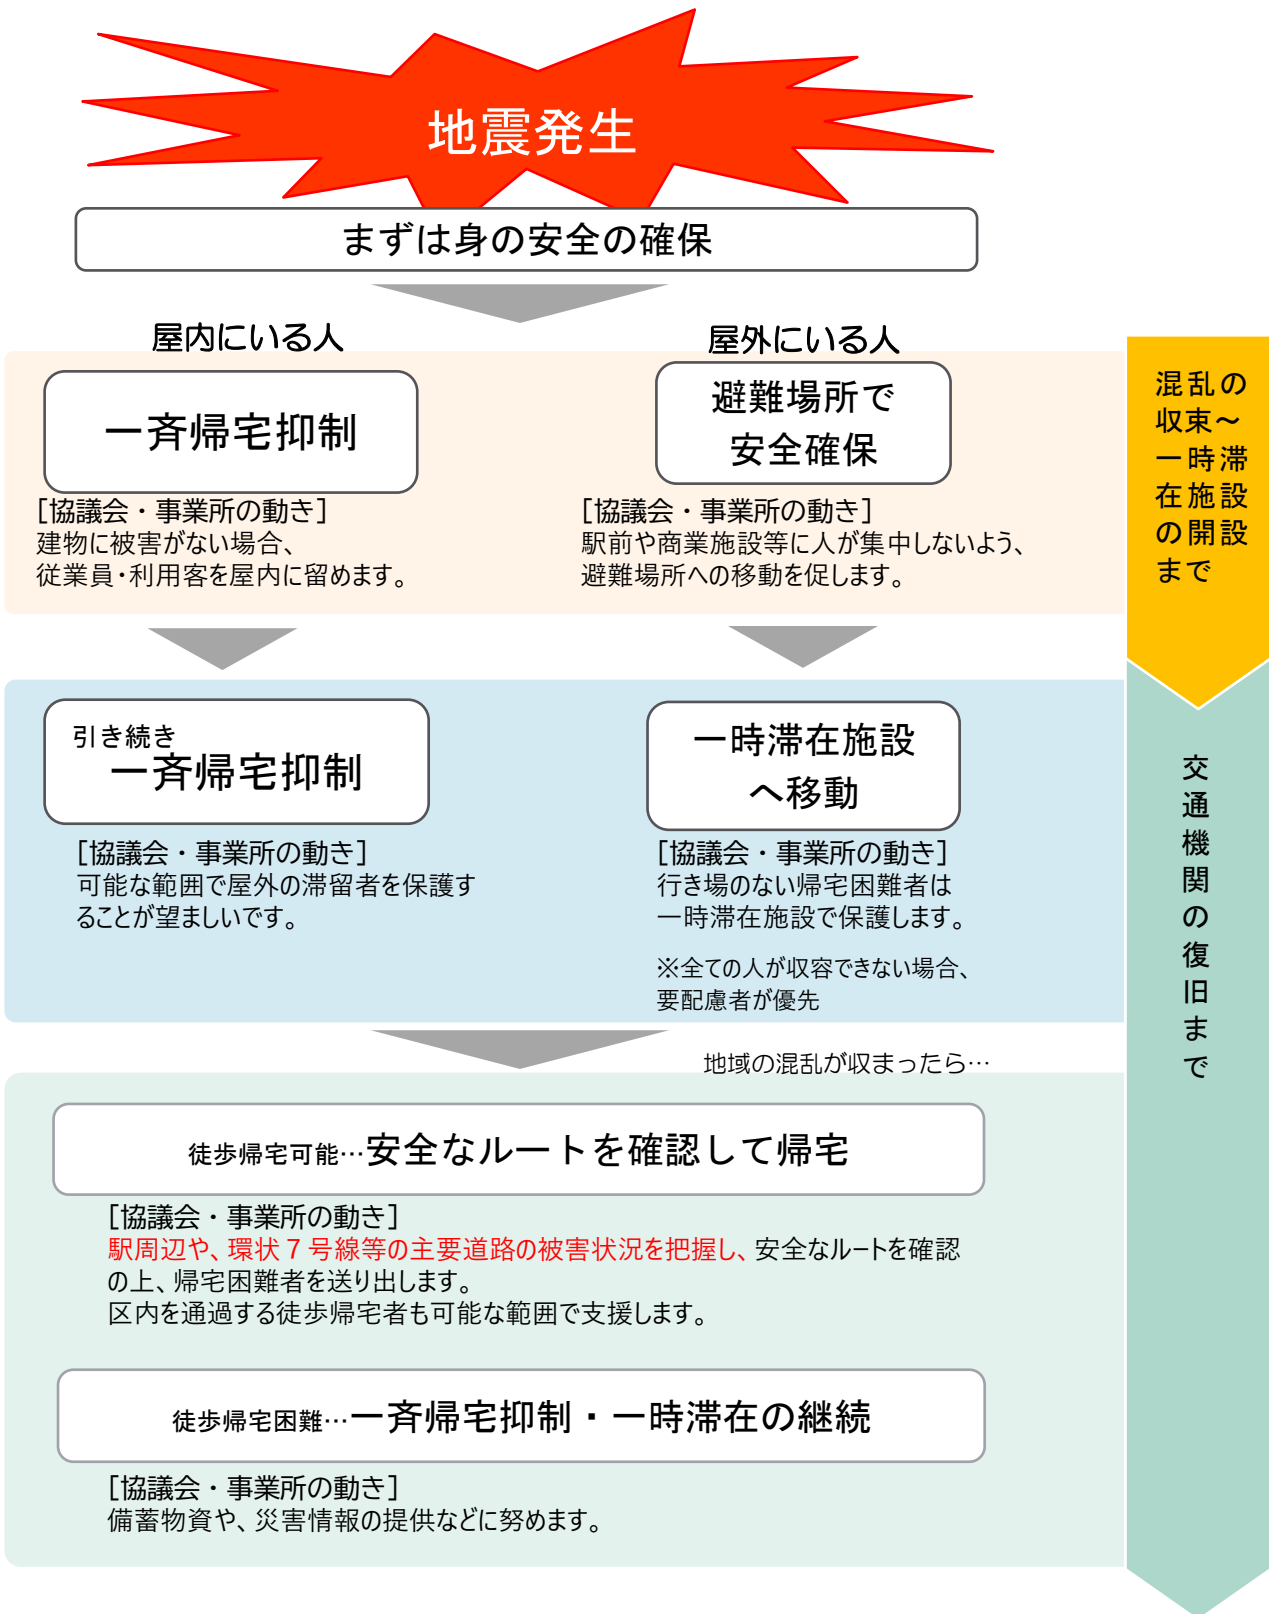 地震発生
まずは身の安全の確保
屋内にいる人
一斉帰宅抑制
[協議会・事業所の動き]
建物に被害がない場合、
従業員・利用客を屋内に留めます。
屋外にいる人
避難場所で
安全確保
[協議会・事業所の動き]
駅前や商業施設等に人が集中しないよう、
避難場所への移動を促します。
混乱の
収束～
一時滞
在施設
の開設
まで
引き続き
一斉帰宅抑制
[協議会・事業所の動き]
可能な範囲で屋外の滞留者を保護す
ることが望ましいです。
一時滞在施設
へ移動
[協議会・事業所の動き]
行き場のない帰宅困難者は
一時滞在施設で保護します。
※全ての人が収容できない場合、
要配慮者が優先
交通機関の復旧まで
地域の混乱が収まったら…
徒歩帰宅可能…安全なルートを確認して帰宅
[協議会・事業所の動き]
駅周辺や、環状７号線等の主要道路の被害状況を把握し、安全なルートを確認
の上、帰宅困難者を送り出します。
区内を通過する徒歩帰宅者も可能な範囲で支援します。
徒歩帰宅困難…一斉帰宅抑制・一時滞在の継続
[協議会・事業所の動き]
備蓄物資や、災害情報の提供などに努めます。